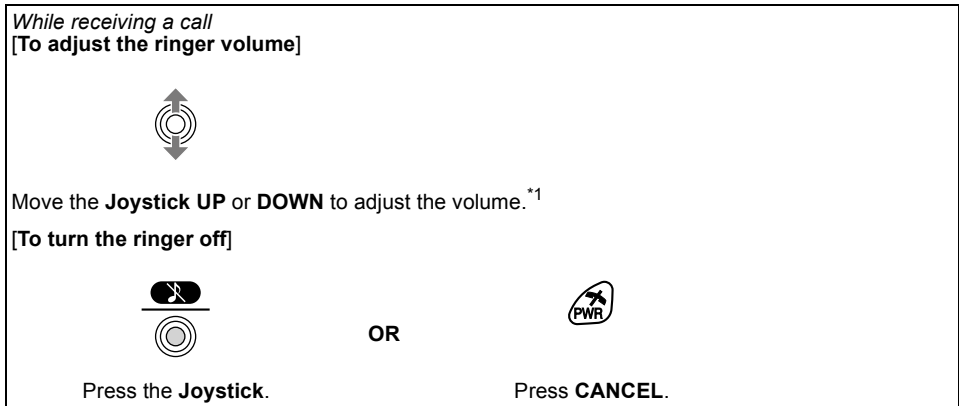 While receiving a call
[To adjust the ringer volume]
Move the Joystick UP or DOWN to adjust the volume.*1
[To turn the ringer off]
PWR
OR
Press the Joystick. Press CANCEL.